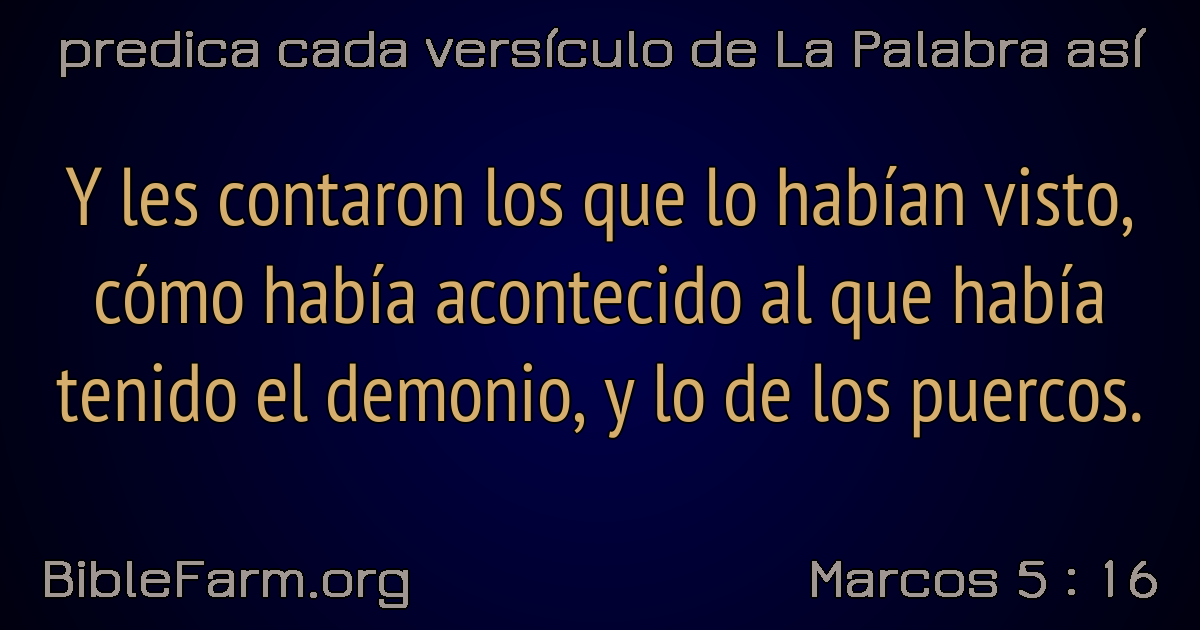 predica cada versículo de La Palabra así
Y les contaron los que lo habían visto,
cómo había acontecido al que había
tenido el demonio, y lo de los puercos.
BibleFarm.org
Marcos 5 : 16